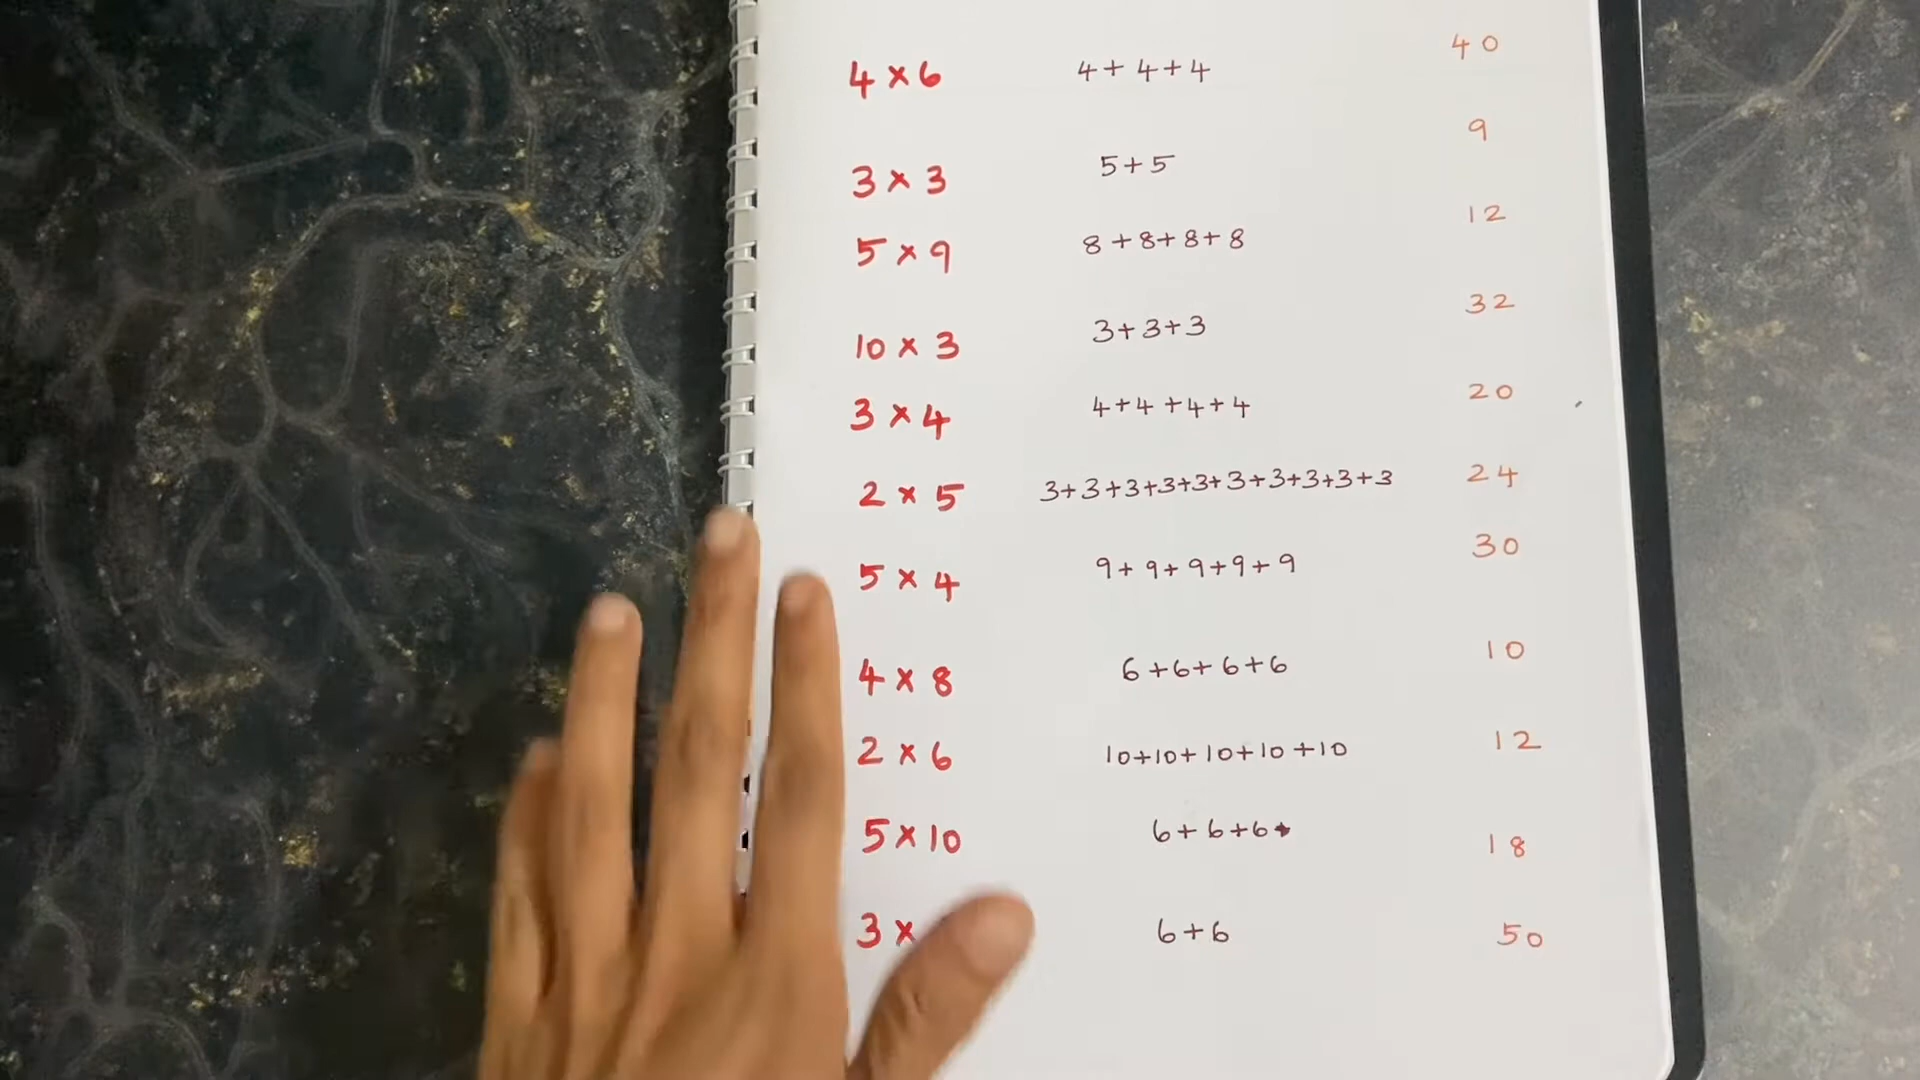 4 × 6 4 + 4 + 4 40
3 × 3 5 + 5 9
5 × 9 8 + 8 + 8 + 8 12
10 × 3 3 + 3 + 3 32
3 × 4 4 + 4 + 4 + 4 20
2 × 5 3 + 3 + 3 + 3 + 3 + 3 + 3 + 3 + 3 + 3 24
5 × 4 9 + 9 + 9 + 9 + 9 30
4 × 8 6 + 6 + 6 + 6 10
2 × 6 10 + 10 + 10 + 10 + 10 12
5 × 10 6 + 6 + 6 + 18
3 × 6 + 6 50